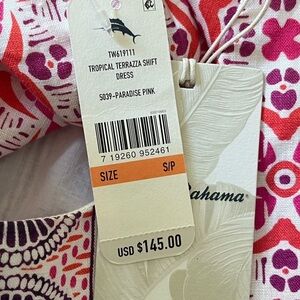 TW619111
TROPICAL TERRAZZA SHIFT
DRESS
5039-PARADISE PINK
7 19260 952461
SIZE S/P
USD $145.00
Bahama